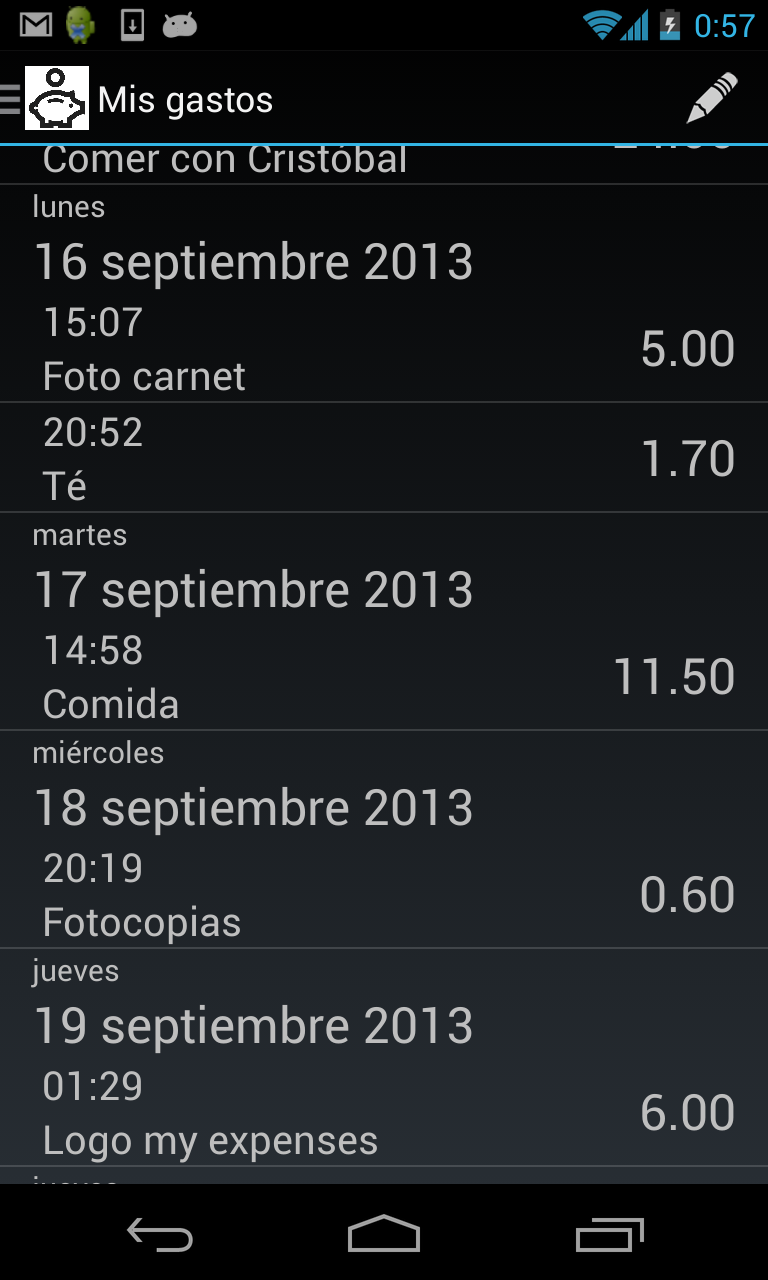 0:57
Mis gastos
Comer con Cristóbal
lunes
16 septiembre 2013
15:07
5.00
Foto carnet
20:52
1.70
Té
martes
17 septiembre 2013
14:58
11.50
Comida
miércoles
18 septiembre 2013
20:19
0.60
Fotocopias
jueves
19 septiembre 2013
01:29
6.00
Logo my expenses